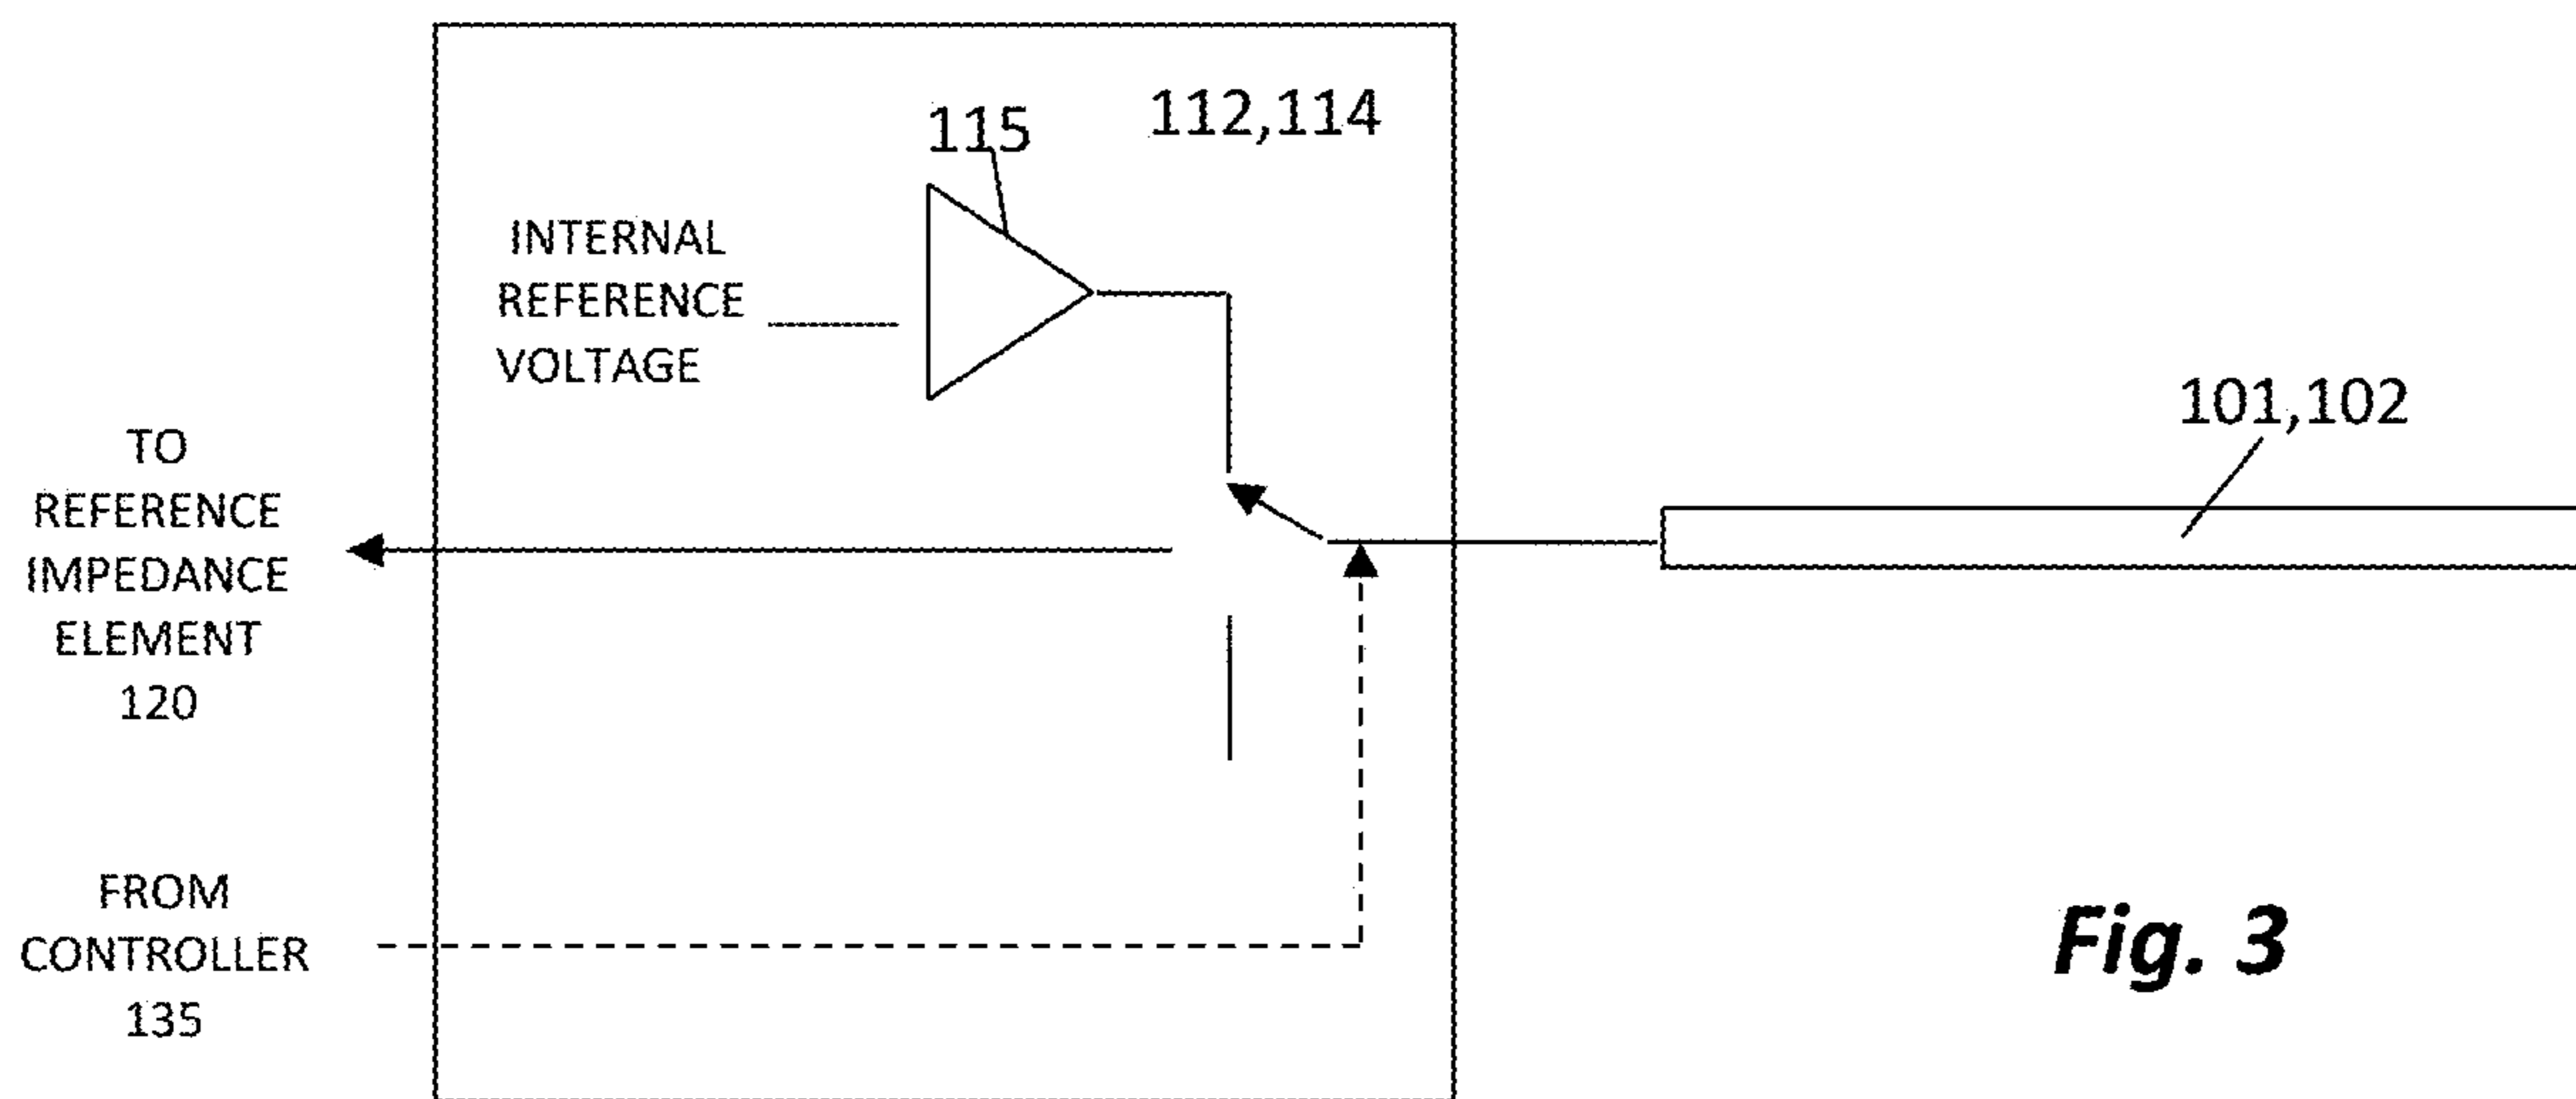 115
112,114
INTERNAL
REFERENCE
VOLTAGE
101,102
TO
REFERENCE
IMPEDANCE
ELEMENT
120
FROM
CONTROLLER
135
Fig. 3